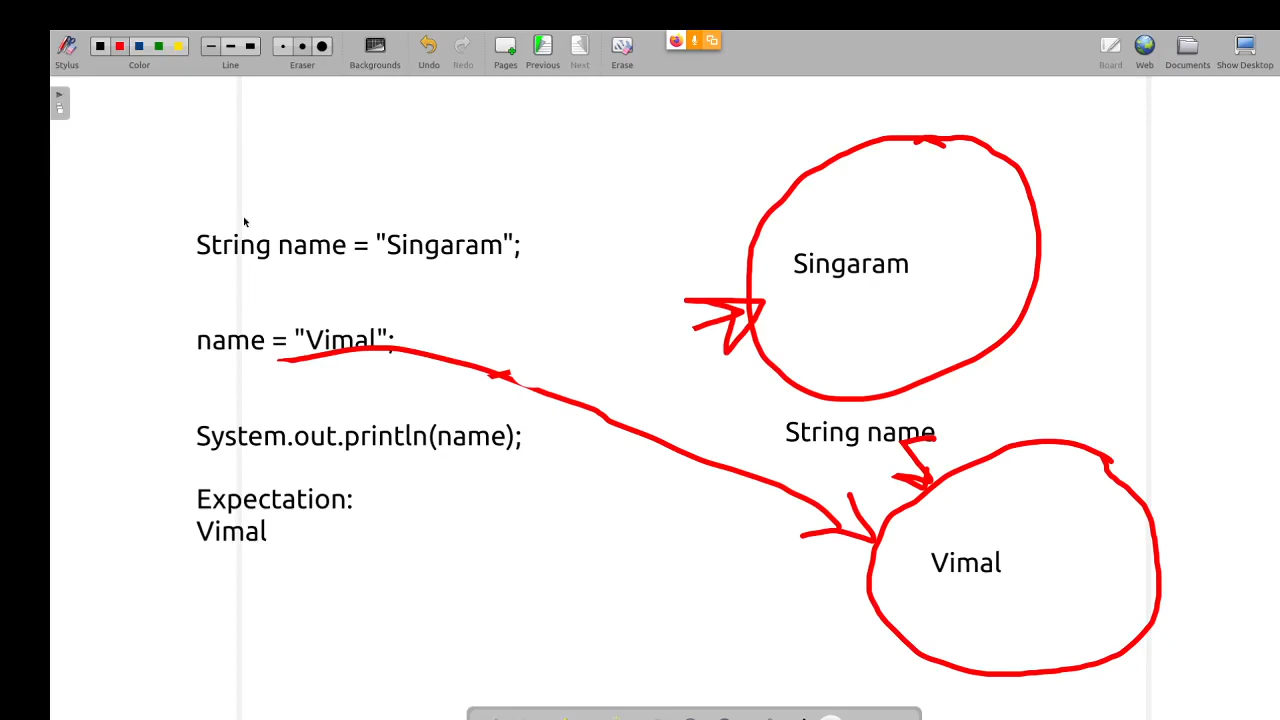 Stylus
Color
Line
Eraser
Backgrounds
Undo
Redo
Pages
Previous
Next
Erase
Board
Web
Documents
Show Desktop
String name = "Singaram";
Singaram
name = "Vimal";
System.out.println(name);
String name
Expectation:
Vimal
Vimal